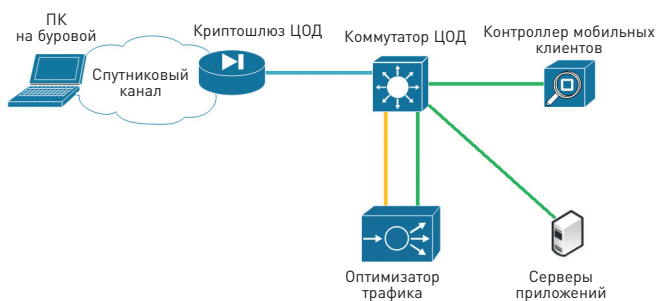 ПК
на буровой
Спутниковый
канал
Криптошлюз ЦОД
Коммутатор ЦОД
Контроллер мобильных
клиентов
Оптимизатор
трафика
Серверы
приложений